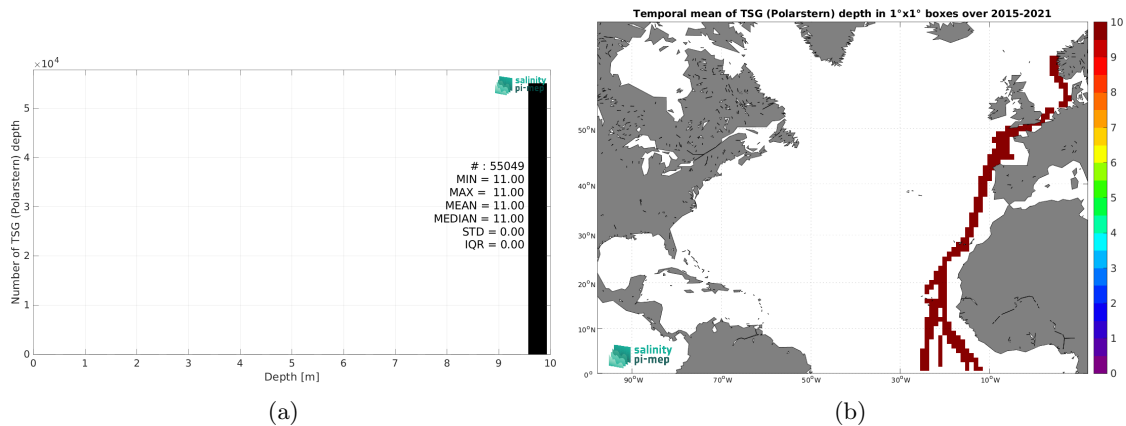 ×10⁴
5
4
3
2
1
0
Number of TSG (Polarstern) depth
salinity
pi-mep
# : 55049
MIN = 11.00
MAX = 11.00
MEAN = 11.00
MEDIAN = 11.00
STD = 0.00
IQR = 0.00
0 1 2 3 4 5 6 7 8 9 10
Depth [m]
(a)
Temporal mean of TSG (Polarstern) depth in 1°x1° boxes over 2015-2021
50°N
40°N
30°N
20°N
10°N
0°
90°W 70°W 50°W 30°W 10°W
salinity
pi-mep
10
9
8
7
6
5
4
3
2
1
0
(b)